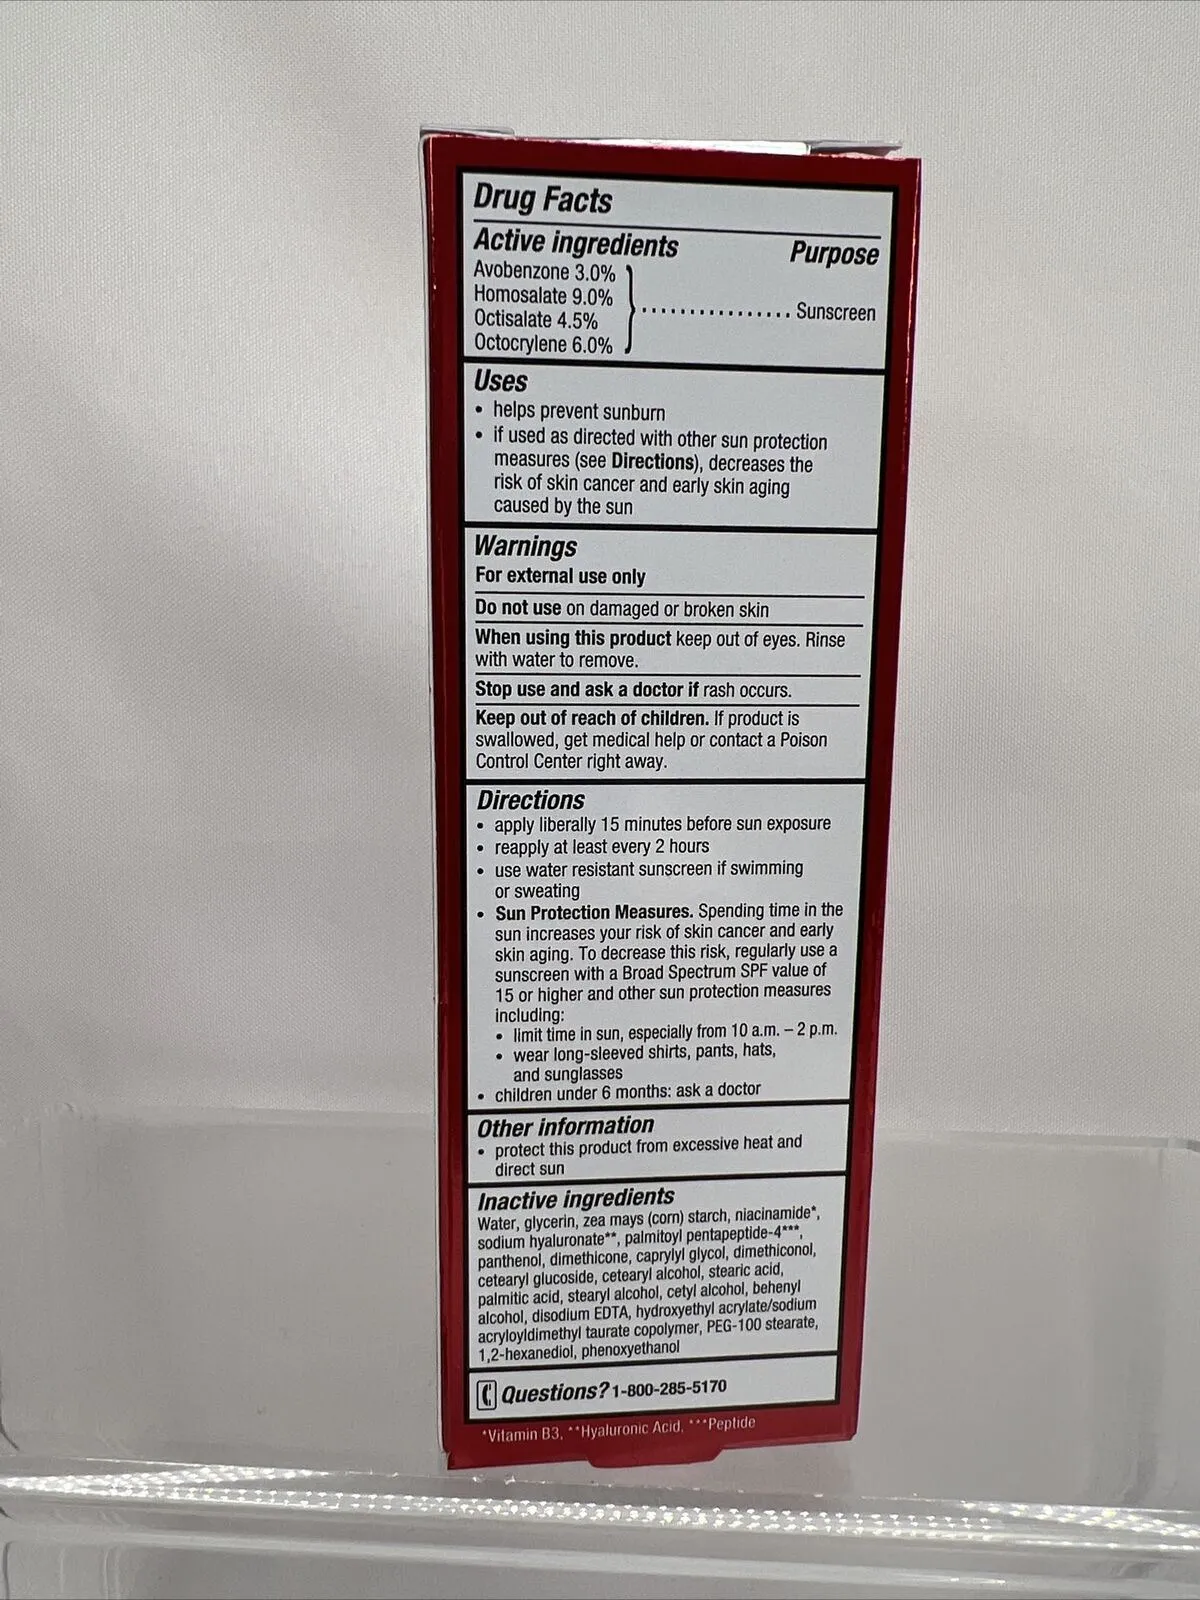 Drug Facts
Active ingredients Purpose
Avobenzone 3.0%
Homosalate 9.0%
Octisalate 4.5%
Octocrylene 6.0%
................ Sunscreen
Uses
• helps prevent sunburn
• if used as directed with other sun protection
measures (see Directions), decreases the
risk of skin cancer and early skin aging
caused by the sun
Warnings
For external use only
Do not use on damaged or broken skin
When using this product keep out of eyes. Rinse
with water to remove.
Stop use and ask a doctor if rash occurs.
Keep out of reach of children. If product is
swallowed, get medical help or contact a Poison
Control Center right away.
Directions
• apply liberally 15 minutes before sun exposure
• reapply at least every 2 hours
• use water resistant sunscreen if swimming
or sweating
• Sun Protection Measures. Spending time in the
sun increases your risk of skin cancer and early
skin aging. To decrease this risk, regularly use a
sunscreen with a Broad Spectrum SPF value of
15 or higher and other sun protection measures
including:
• limit time in sun, especially from 10 a.m. – 2 p.m.
• wear long-sleeved shirts, pants, hats,
and sunglasses
• children under 6 months: ask a doctor
Other information
• protect this product from excessive heat and
direct sun
Inactive ingredients
Water, glycerin, zea mays (corn) starch, niacinamide*,
sodium hyaluronate**, palmitoyl pentapeptide-4***,
panthenol, dimethicone, caprylyl glycol, dimethiconol,
cetearyl glucoside, cetearyl alcohol, stearic acid,
palmitic acid, stearyl alcohol, cetyl alcohol, behenyl
alcohol, disodium EDTA, hydroxyethyl acrylate/sodium
acryloyldimethyl taurate copolymer, PEG-100 stearate,
1,2-hexanediol, phenoxyethanol
Questions? 1-800-285-5170
*Vitamin B3, **Hyaluronic Acid, ***Peptide